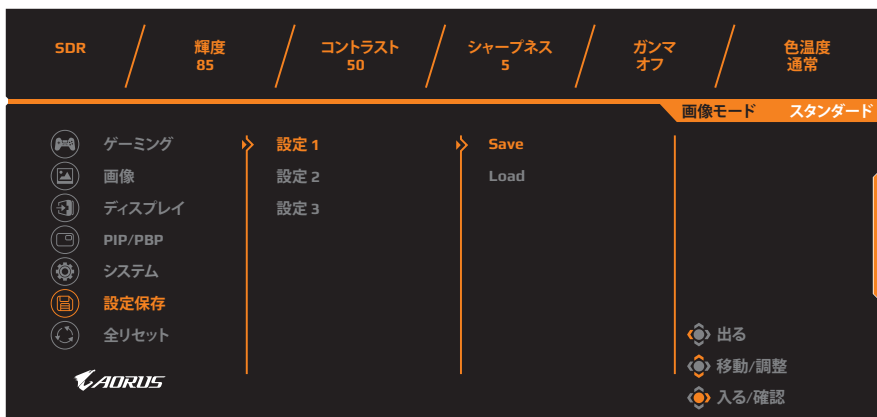 SDR
輝度
85
コントラスト
50
シャープネス
5
ガンマ
オフ
色温度
通常
画像モード スタンダード
ゲーミング
画像
ディスプレイ
PIP/PBP
システム
設定保存
全リセット
設定 1
設定 2
設定 3
Save
Load
出る
移動/調整
入る/確認
AORUS